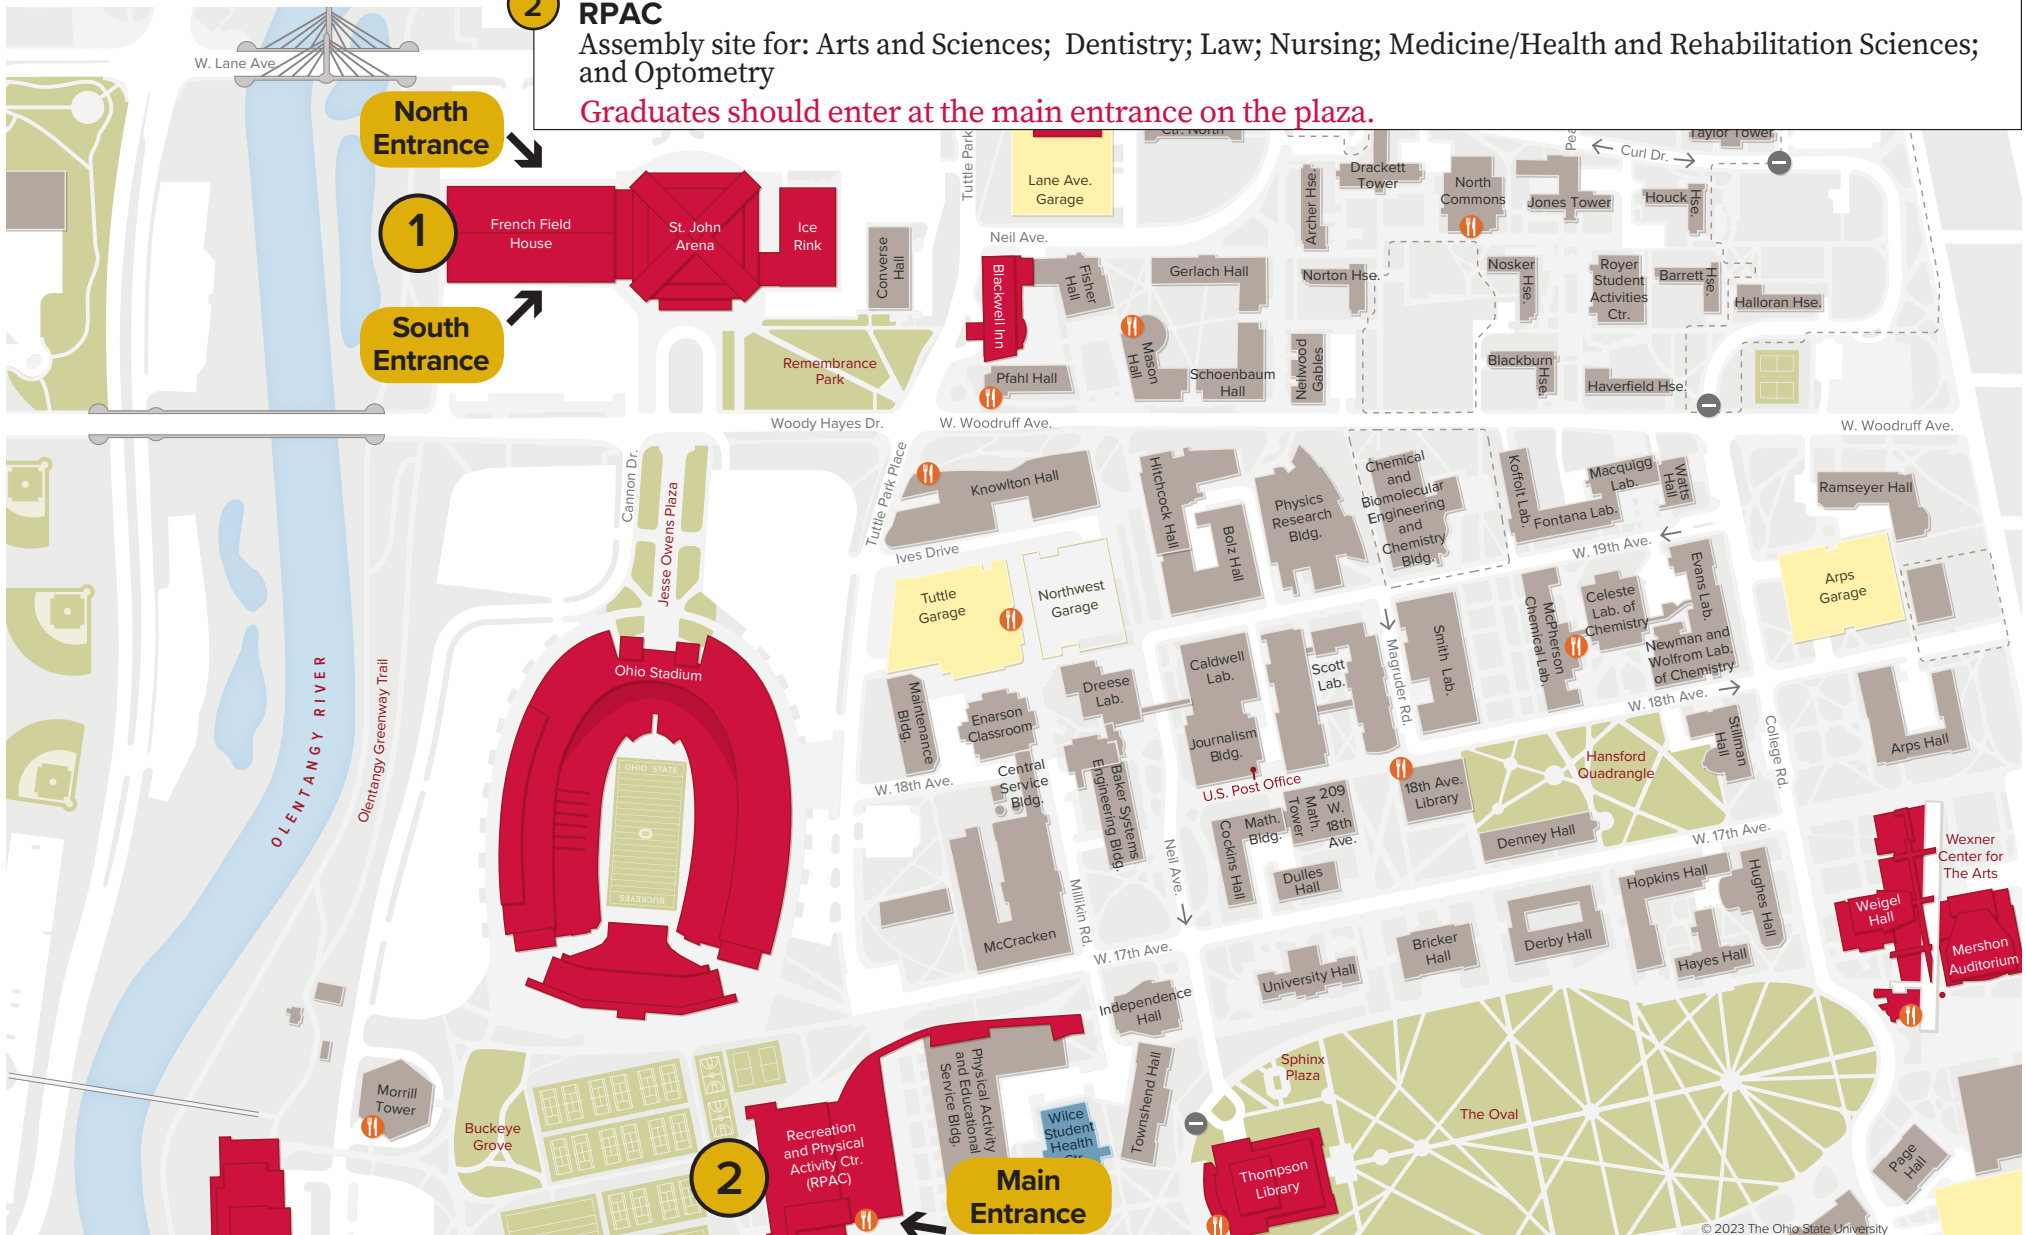 2
RPAC
Assembly site for: Arts and Sciences; Dentistry; Law; Nursing; Medicine/Health and Rehabilitation Sciences;
and Optometry
Graduates should enter at the main entrance on the plaza.
W. Lane Ave.
North
Entrance
1
French Field
House
St. John
Arena
Ice
Rink
South
Entrance
Converse
Hall
Remembrance
Park
Tuttle Park
Lane Ave.
Garage
Ctr. North
Neil Ave.
Blackwell Inn
Fisher
Hall
Gerlach Hall
Mason
Hall
Schoenbaum
Hall
Pfahl Hall
Archer Hse.
Drackett
Tower
North
Commons
Curl Dr.
Taylor Tower
Jones Tower
Houck
Hse.
Norton Hse.
Nosker
Hse.
Royer
Student
Activities
Ctr.
Barrett
Hse.
Halloran Hse.
Neilwood
Gables
Blackburn
Hse.
Haverfield Hse.
Woody Hayes Dr.
W. Woodruff Ave.
W. Woodruff Ave.
Cannon Dr.
Jesse Owens Plaza
Tuttle Park Place
Knowlton Hall
Ives Drive
Tuttle
Garage
Northwest
Garage
Hitchcock Hall
Bolz Hall
Physics
Research
Bldg.
Chemical
and
Biomolecular
Engineering
and
Chemistry
Bldg.
Koffolt Lab.
Macquigg
Lab.
Watts
Hall
Fontana Lab.
W. 19th Ave.
Ramseyer Hall
Arps
Garage
Evans Lab.
Celeste
Lab. of
Chemistry
McPherson
Chemical Lab.
Newman and
Wolfrom Lab.
of Chemistry
Smith Lab.
Magruder Rd.
Scott
Lab.
Caldwell
Lab.
Dreese
Lab.
Enarson
Classroom
Maintenance
Bldg.
Ohio Stadium
OHIO STATE
O
BUCKEYES
OLENTANGY RIVER
Olentangy Greenway Trail
W. 18th Ave.
Central
Service
Bldg.
Baker Systems
Engineering Bldg.
Journalism
Bldg.
U.S. Post Office
W. 18th Ave.
Stillman
Hall
College Rd.
Arps Hall
Hansford
Quadrangle
18th Ave.
Library
Denney Hall
W. 17th Ave.
209
W.
18th
Ave.
Math.
Tower
Math.
Bldg.
Cockins Hall
Dulles
Hall
Neil Ave.
Millikin Rd.
McCracken
W. 17th Ave.
Hopkins Hall
Hughes Hall
Hayes Hall
Derby Hall
Bricker
Hall
University Hall
Independence
Hall
Wexner
Center for
The Arts
Weigel
Hall
Mershon
Auditorium
Morrill
Tower
Buckeye
Grove
2
Recreation
and Physical
Activity Ctr.
(RPAC)
Physical Activity
and Educational
Service Bldg.
Wilce
Student
Health
Main
Entrance
Townshend Hall
Sphinx
Plaza
The Oval
Thompson
Library
Page
Hall
© 2023 The Ohio State University